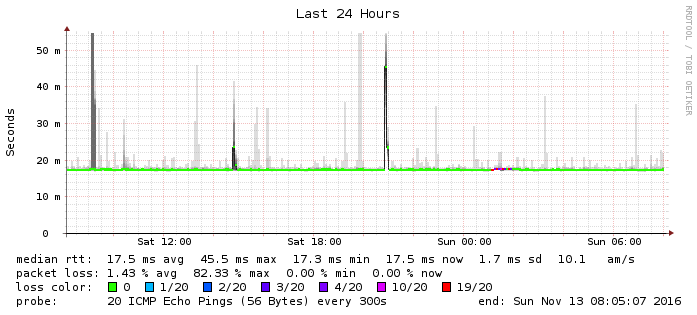 Last 24 Hours
RRDTOOL / TOBI OETIKER
Seconds
50 m
40 m
30 m
20 m
10 m
0
Sat 12:00 Sat 18:00 Sun 00:00 Sun 06:00
median rtt: 17.5 ms avg 45.5 ms max 17.3 ms min 17.5 ms now 1.7 ms sd 10.1 am/s
packet loss: 1.43 % avg 82.33 % max 0.00 % min 0.00 % now
loss color: 0 1/20 2/20 3/20 4/20 10/20 19/20
probe: 20 ICMP Echo Pings (56 Bytes) every 300s end: Sun Nov 13 08:05:07 2016